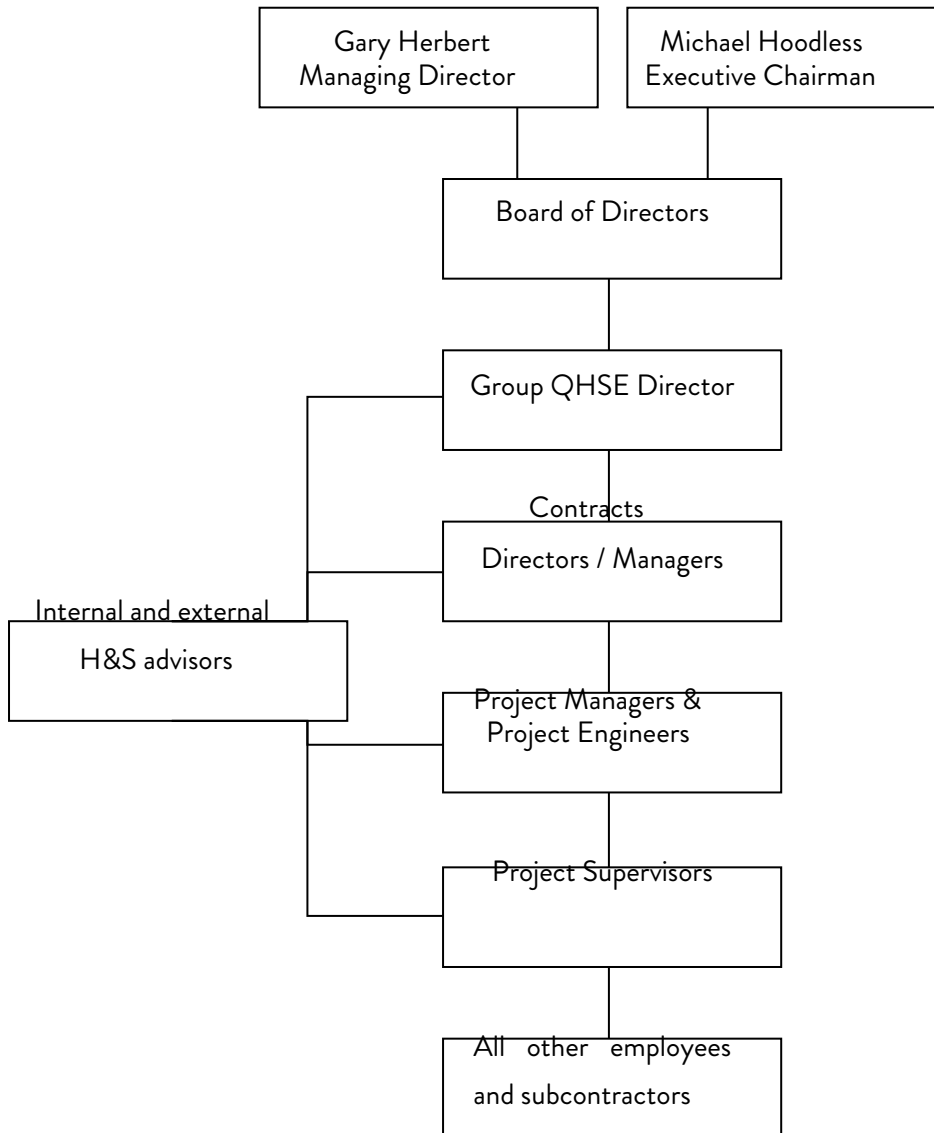 Gary Herbert
Managing Director
Michael Hoodless
Executive Chairman
Board of Directors
Group QHSE Director
Contracts
Directors / Managers
Internal and external
H&S advisors
Project Managers &
Project Engineers
Project Supervisors
All other employees
and subcontractors